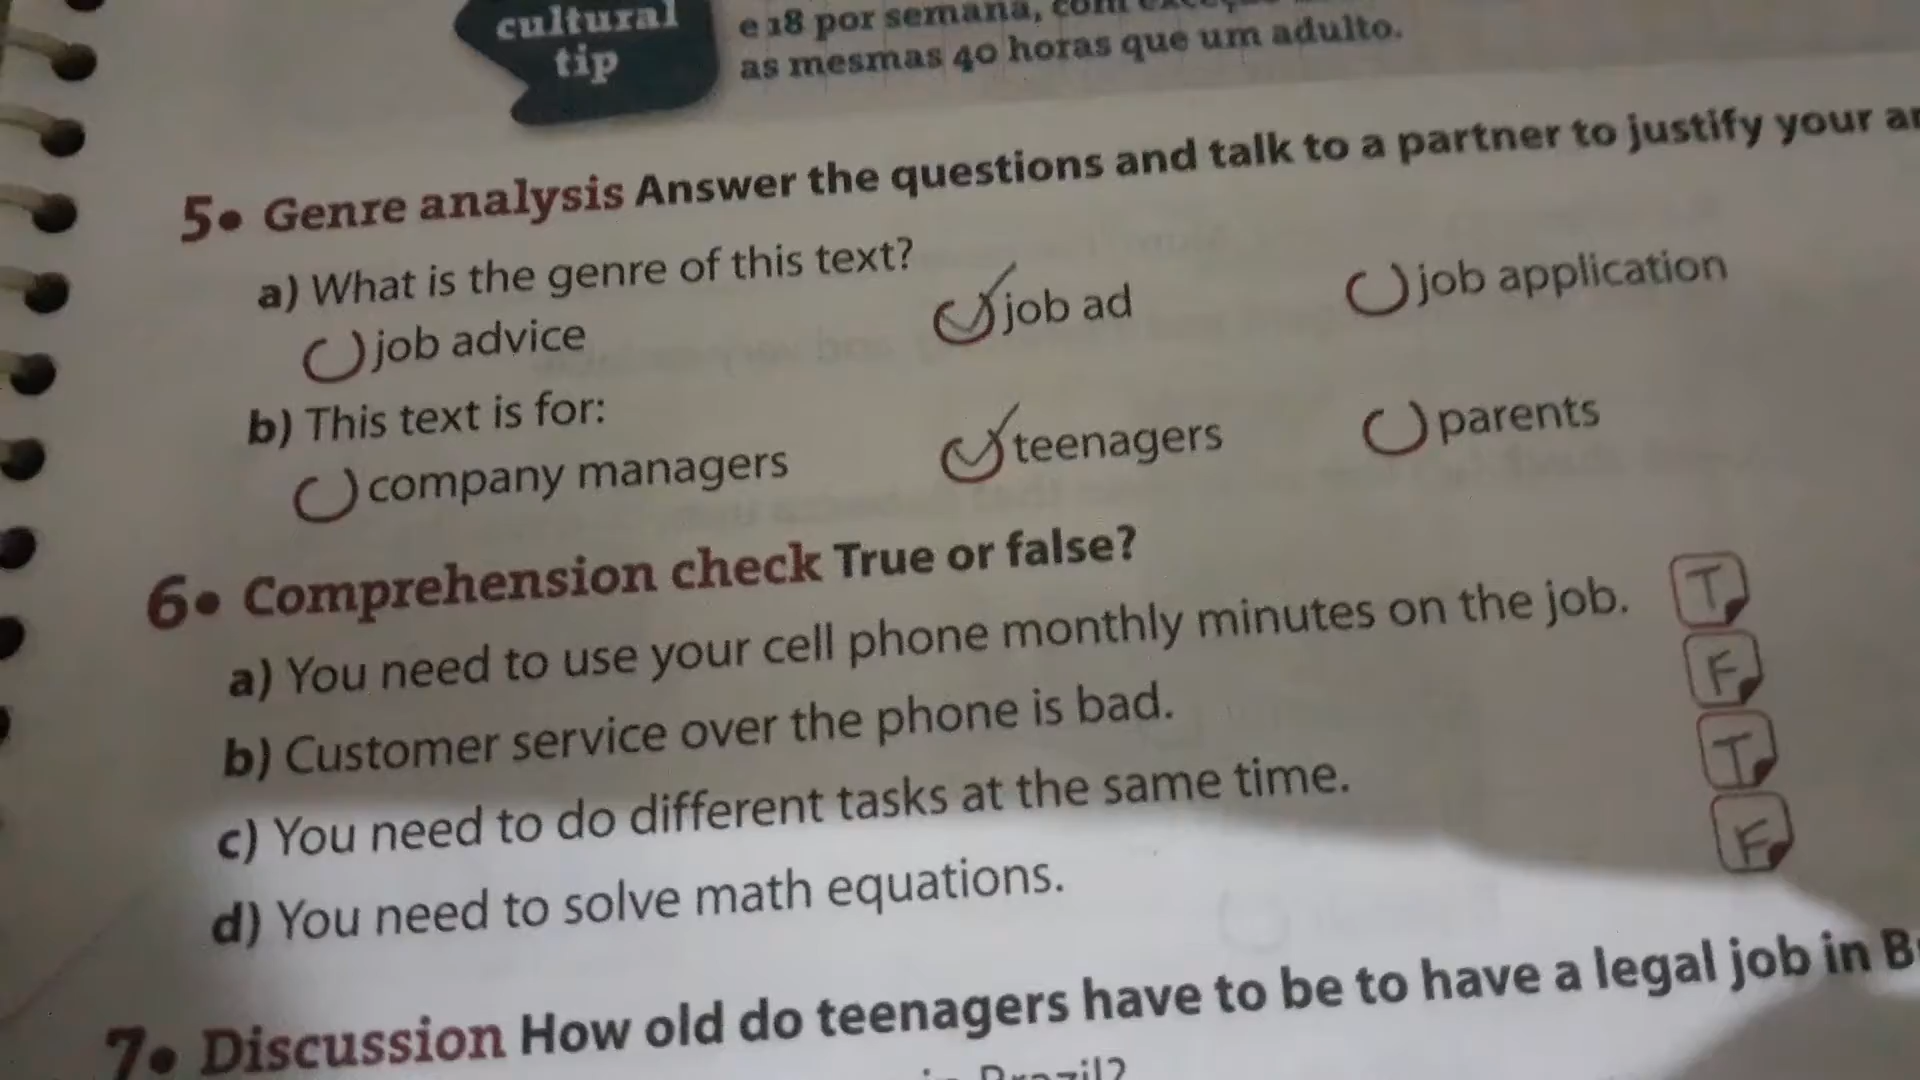 cultural
tip
e 18 por semana, com
as mesmas 40 horas que um adulto.
5• Genre analysis Answer the questions and talk to a partner to justify your
a) What is the genre of this text?
job advice job ad job application
b) This text is for:
company managers teenagers parents
6• Comprehension check True or false?
a) You need to use your cell phone monthly minutes on the job. T
b) Customer service over the phone is bad. F
c) You need to do different tasks at the same time. T
d) You need to solve math equations. F
7• Discussion How old do teenagers have to be to have a legal job in
in Brazil?